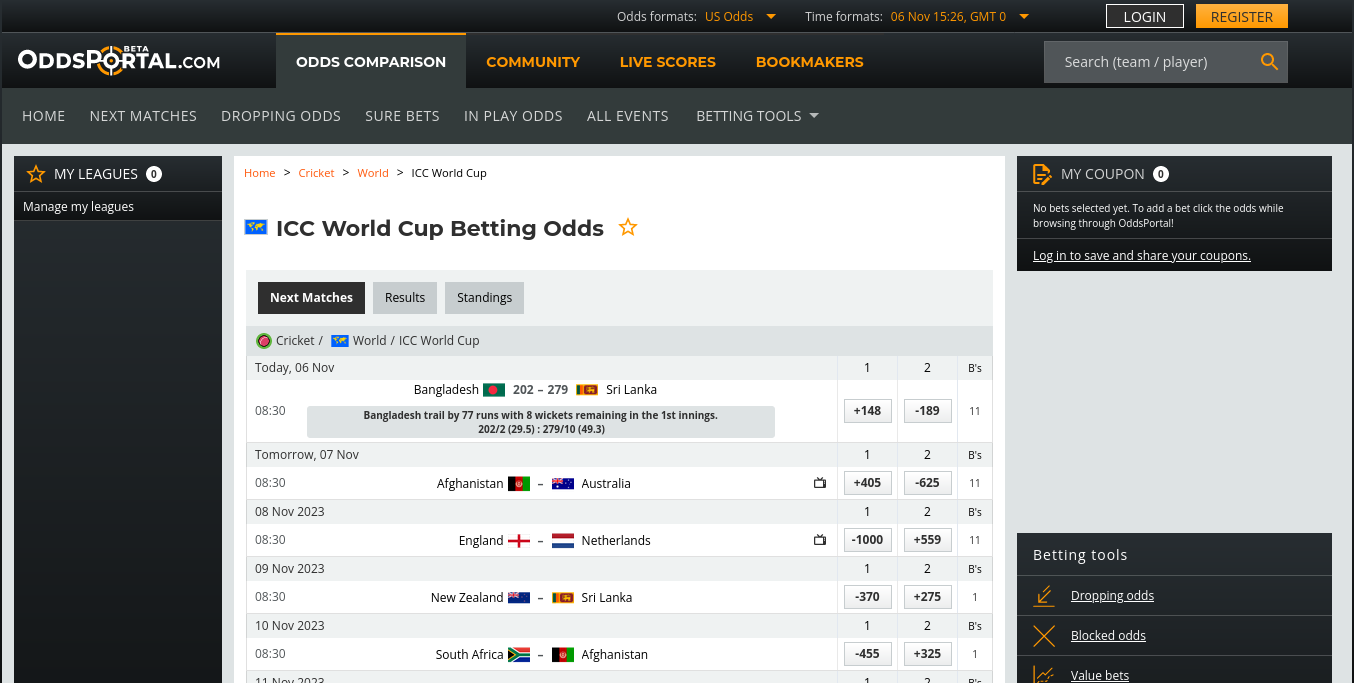 Odds formats: US Odds Time formats: 06 Nov 15:26, GMT 0 LOGIN REGISTER
ODDSPORTAL.COM BETA ODDS COMPARISON COMMUNITY LIVE SCORES BOOKMAKERS Search (team / player)
HOME NEXT MATCHES DROPPING ODDS SURE BETS IN PLAY ODDS ALL EVENTS BETTING TOOLS
MY LEAGUES 0
Manage my leagues
Home > Cricket > World > ICC World Cup
ICC World Cup Betting Odds
Next Matches Results Standings
Cricket / World / ICC World Cup
Today, 06 Nov 1 2 B's
Bangladesh 202 – 279 Sri Lanka
08:30 +148 -189 11
Bangladesh trail by 77 runs with 8 wickets remaining in the 1st innings.
202/2 (29.5) : 279/10 (49.3)
Tomorrow, 07 Nov 1 2 B's
08:30 Afghanistan – Australia +405 -625 11
08 Nov 2023 1 2 B's
08:30 England – Netherlands -1000 +559 11
09 Nov 2023 1 2 B's
08:30 New Zealand – Sri Lanka -370 +275 1
10 Nov 2023 1 2 B's
08:30 South Africa – Afghanistan -455 +325 1
11 Nov 2023 1 2 B's
MY COUPON 0
No bets selected yet. To add a bet click the odds while
browsing through OddsPortal!
Log in to save and share your coupons.
Betting tools
Dropping odds
Blocked odds
Value bets